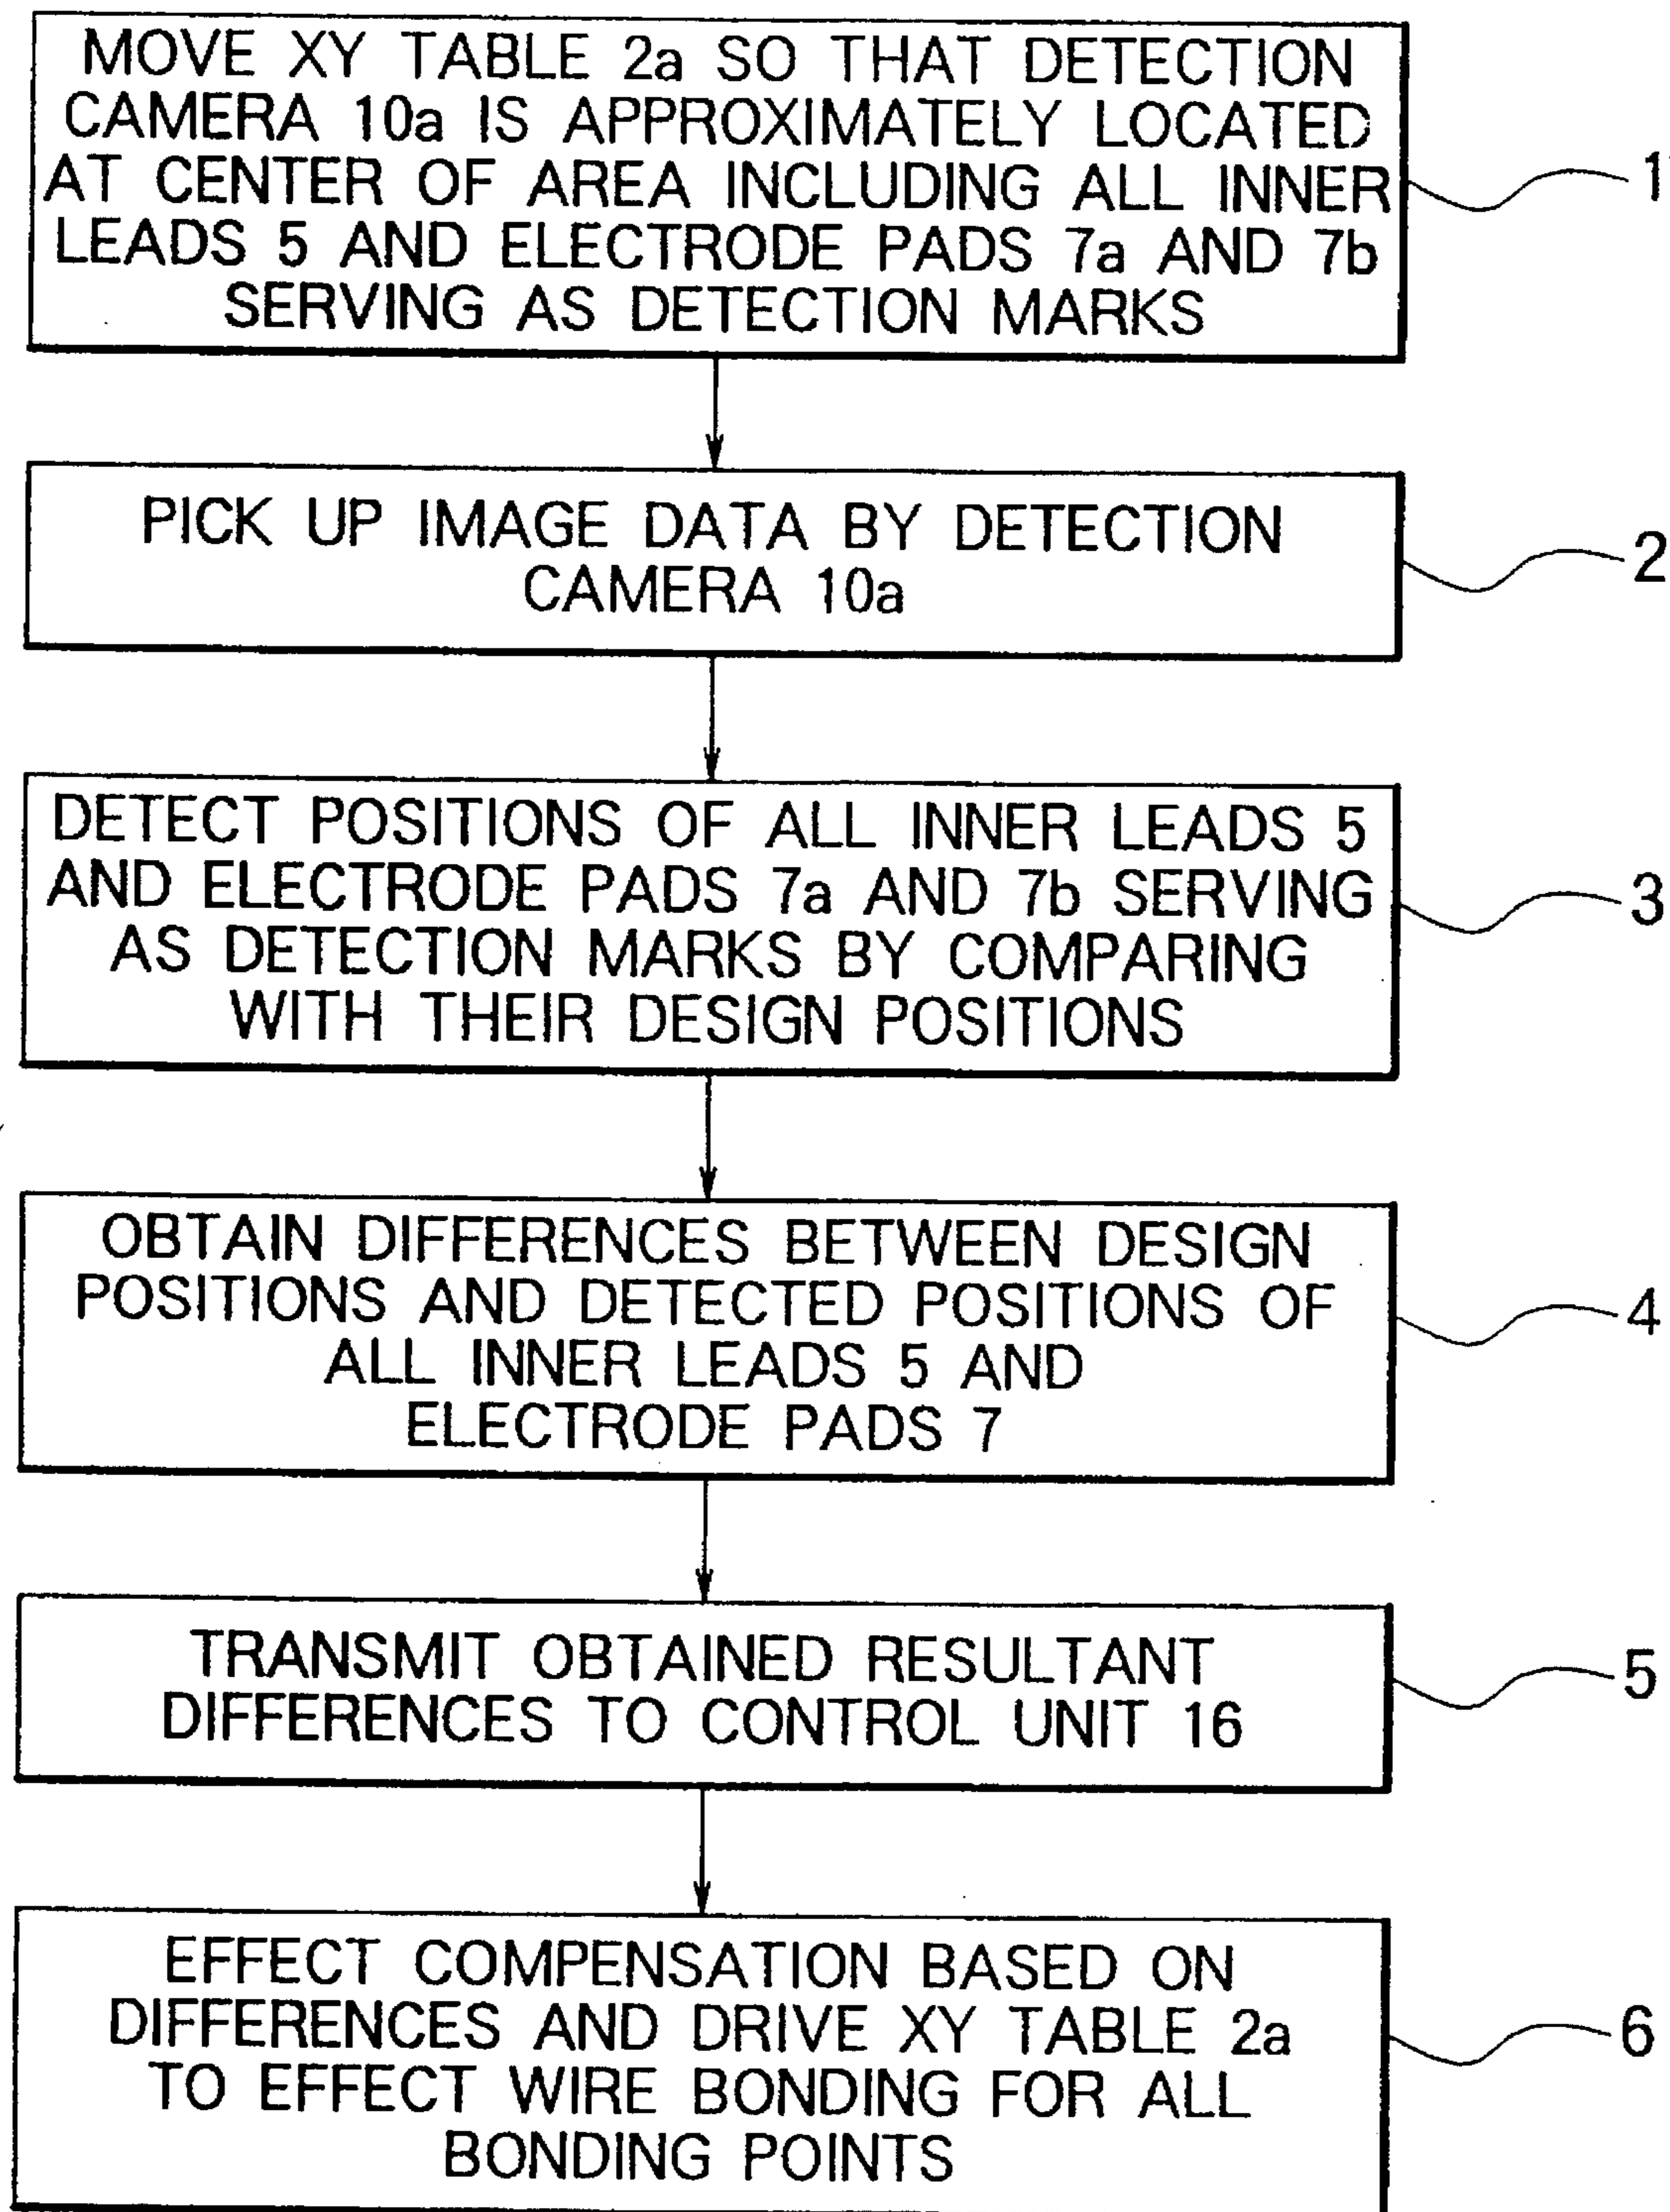 MOVE XY TABLE 2a SO THAT DETECTION
CAMERA 10a IS APPROXIMATELY LOCATED
AT CENTER OF AREA INCLUDING ALL INNER
LEADS 5 AND ELECTRODE PADS 7a AND 7b
SERVING AS DETECTION MARKS
1
PICK UP IMAGE DATA BY DETECTION
CAMERA 10a
2
DETECT POSITIONS OF ALL INNER LEADS 5
AND ELECTRODE PADS 7a AND 7b SERVING
AS DETECTION MARKS BY COMPARING
WITH THEIR DESIGN POSITIONS
3
OBTAIN DIFFERENCES BETWEEN DESIGN
POSITIONS AND DETECTED POSITIONS OF
ALL INNER LEADS 5 AND
ELECTRODE PADS 7
4
TRANSMIT OBTAINED RESULTANT
DIFFERENCES TO CONTROL UNIT 16
5
EFFECT COMPENSATION BASED ON
DIFFERENCES AND DRIVE XY TABLE 2a
TO EFFECT WIRE BONDING FOR ALL
BONDING POINTS
6